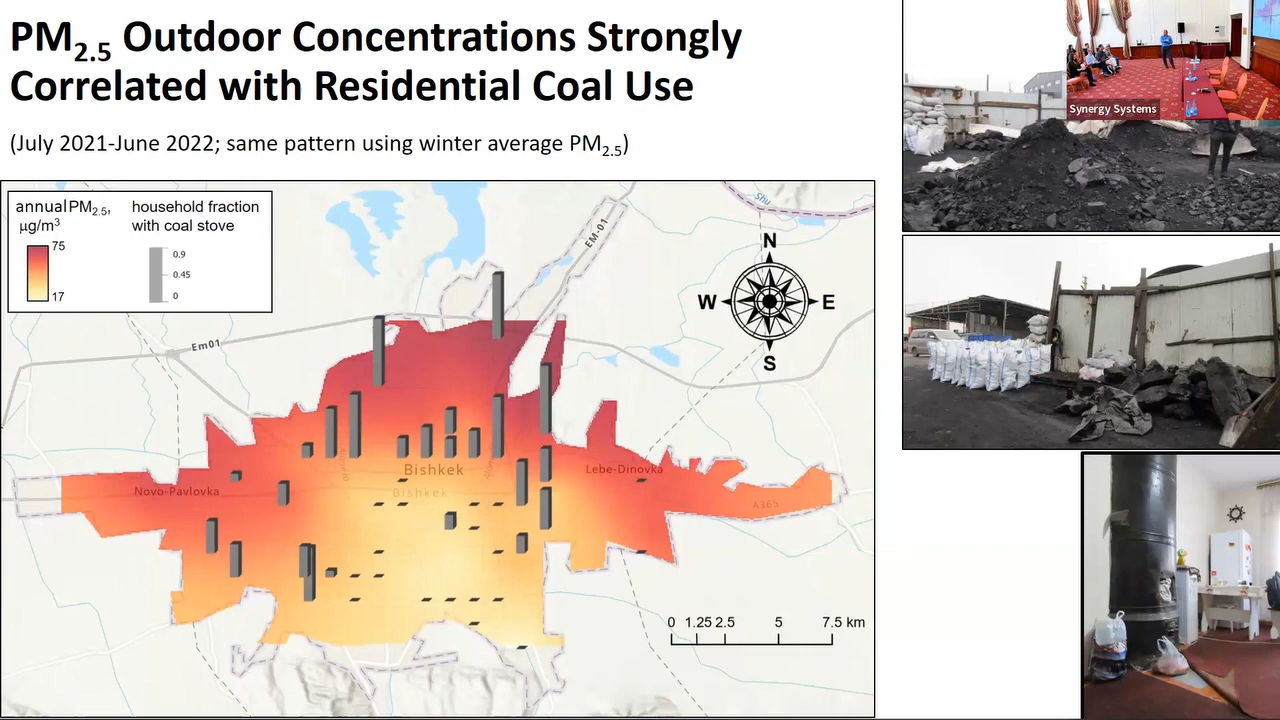 PM2.5 Outdoor Concentrations Strongly
Correlated with Residential Coal Use
(July 2021-June 2022; same pattern using winter average PM2.5)
annual PM2.5,
μg/m³
75
17
household fraction
with coal stove
0.9
0.45
0
Shu
EM-01
N
W E
S
Em01
Bishkek
Lebe-Dinovka
Novo-Pavlovka
Bishkek
A365
0 1.25 2.5 5 7.5 km
Synergy Systems